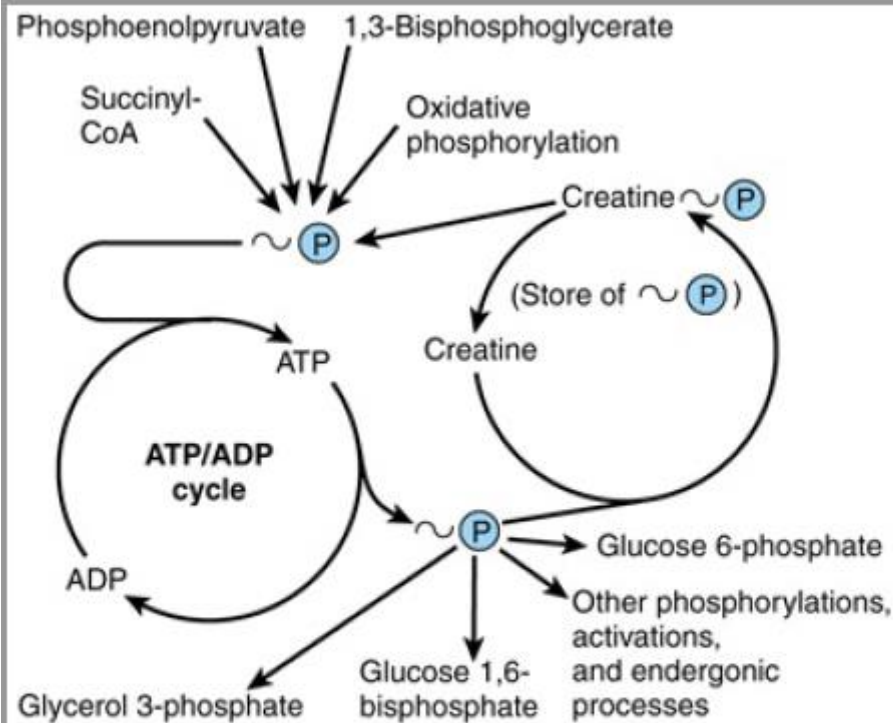 Phosphoenolpyruvate
1,3-Bisphosphoglycerate
Succinyl-
CoA
Oxidative
phosphorylation
Creatine ~ P
~ P
(Store of ~ P)
Creatine
ATP
ATP/ADP
cycle
~ P
ADP
Glucose 6-phosphate
Other phosphorylations,
activations,
and endergonic
processes
Glucose 1,6-
bisphosphate
Glycerol 3-phosphate